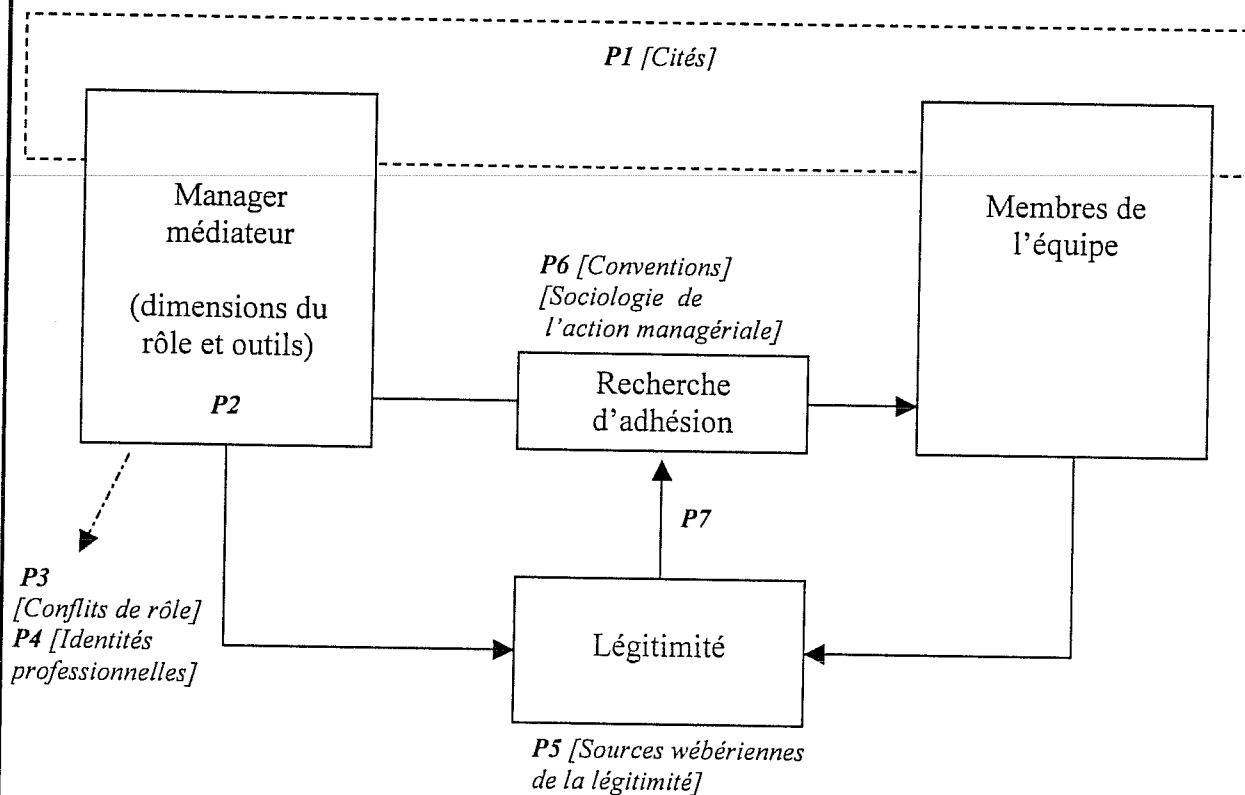 P1 [Cités]
Manager
médiateur
(dimensions du
rôle et outils)
P2
Membres de
l’équipe
P6 [Conventions]
[Sociologie de
l’action managériale]
Recherche
d’adhésion
P7
P3
[Conflits de rôle]
P4 [Identités
professionnelles]
Légitimité
P5 [Sources wébériennes
de la légitimité]